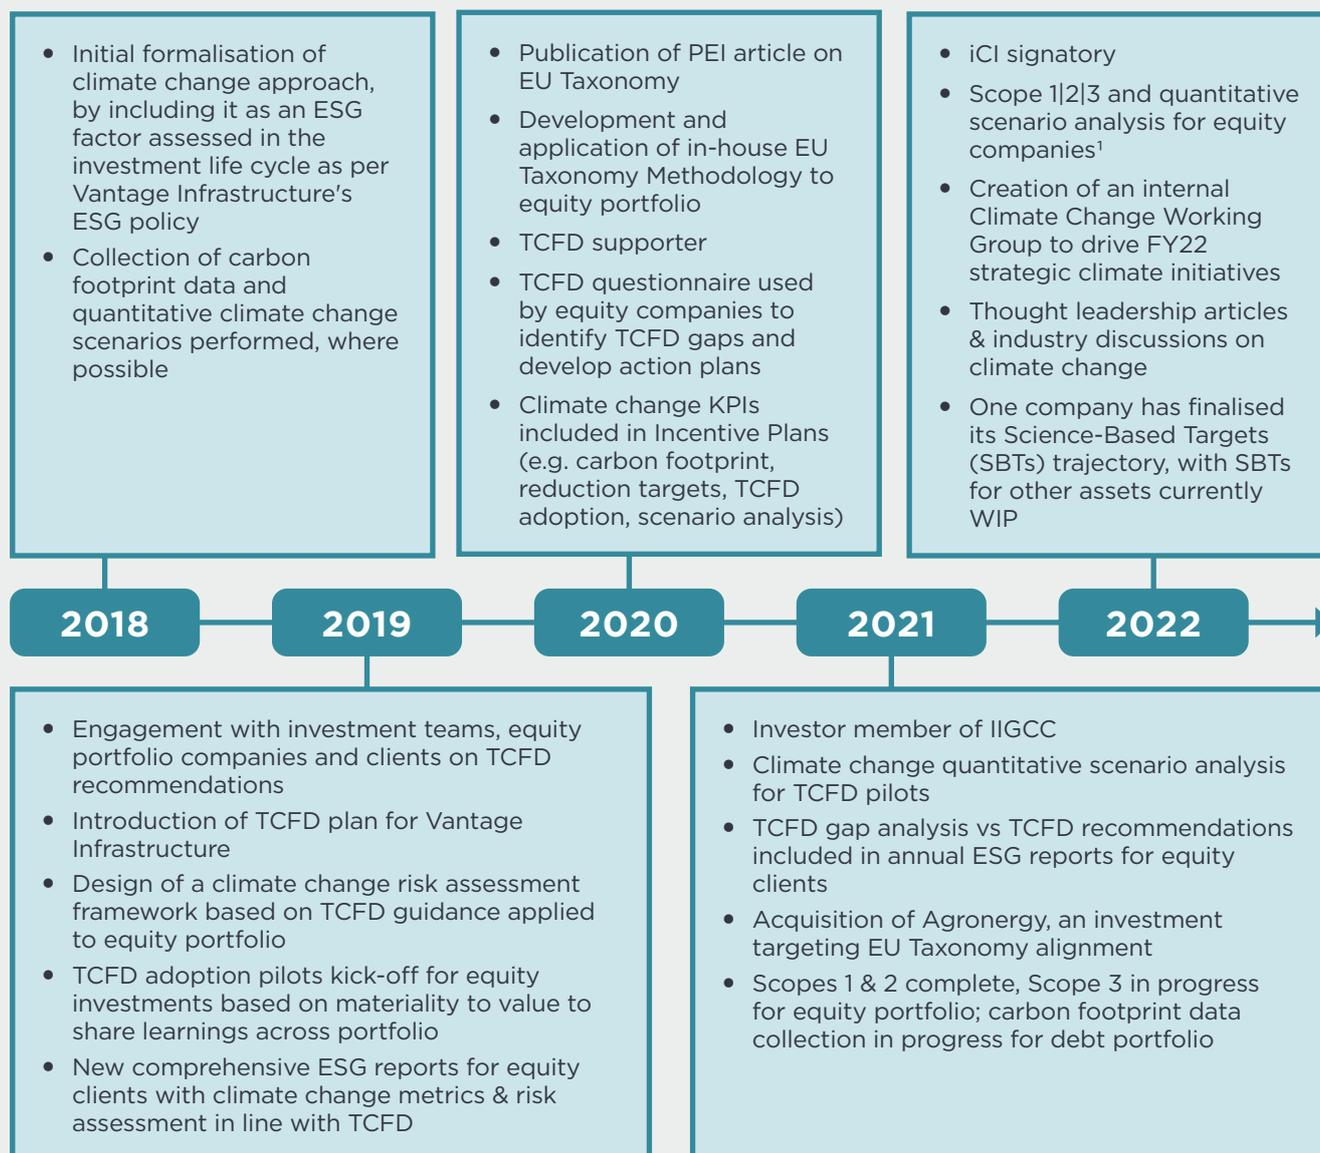 • Initial formalisation of
climate change approach,
by including it as an ESG
factor assessed in the
investment life cycle as per
Vantage Infrastructure's
ESG policy
• Collection of carbon
footprint data and
quantitative climate change
scenarios performed, where
possible
• Publication of PEI article on
EU Taxonomy
• Development and
application of in-house EU
Taxonomy Methodology to
equity portfolio
• TCFD supporter
• TCFD questionnaire used
by equity companies to
identify TCFD gaps and
develop action plans
• Climate change KPIs
included in Incentive Plans
(e.g. carbon footprint,
reduction targets, TCFD
adoption, scenario analysis)
• iCI signatory
• Scope 1|2|3 and quantitative
scenario analysis for equity
companies¹
• Creation of an internal
Climate Change Working
Group to drive FY22
strategic climate initiatives
• Thought leadership articles
& industry discussions on
climate change
• One company has finalised
its Science-Based Targets
(SBTs) trajectory, with SBTs
for other assets currently
WIP
2018
2019
2020
2021
2022
• Engagement with investment teams, equity
portfolio companies and clients on TCFD
recommendations
• Introduction of TCFD plan for Vantage
Infrastructure
• Design of a climate change risk assessment
framework based on TCFD guidance applied
to equity portfolio
• TCFD adoption pilots kick-off for equity
investments based on materiality to value to
share learnings across portfolio
• New comprehensive ESG reports for equity
clients with climate change metrics & risk
assessment in line with TCFD
• Investor member of IIGCC
• Climate change quantitative scenario analysis
for TCFD pilots
• TCFD gap analysis vs TCFD recommendations
included in annual ESG reports for equity
clients
• Acquisition of Agronergy, an investment
targeting EU Taxonomy alignment
• Scopes 1 & 2 complete, Scope 3 in progress
for equity portfolio; carbon footprint data
collection in progress for debt portfolio